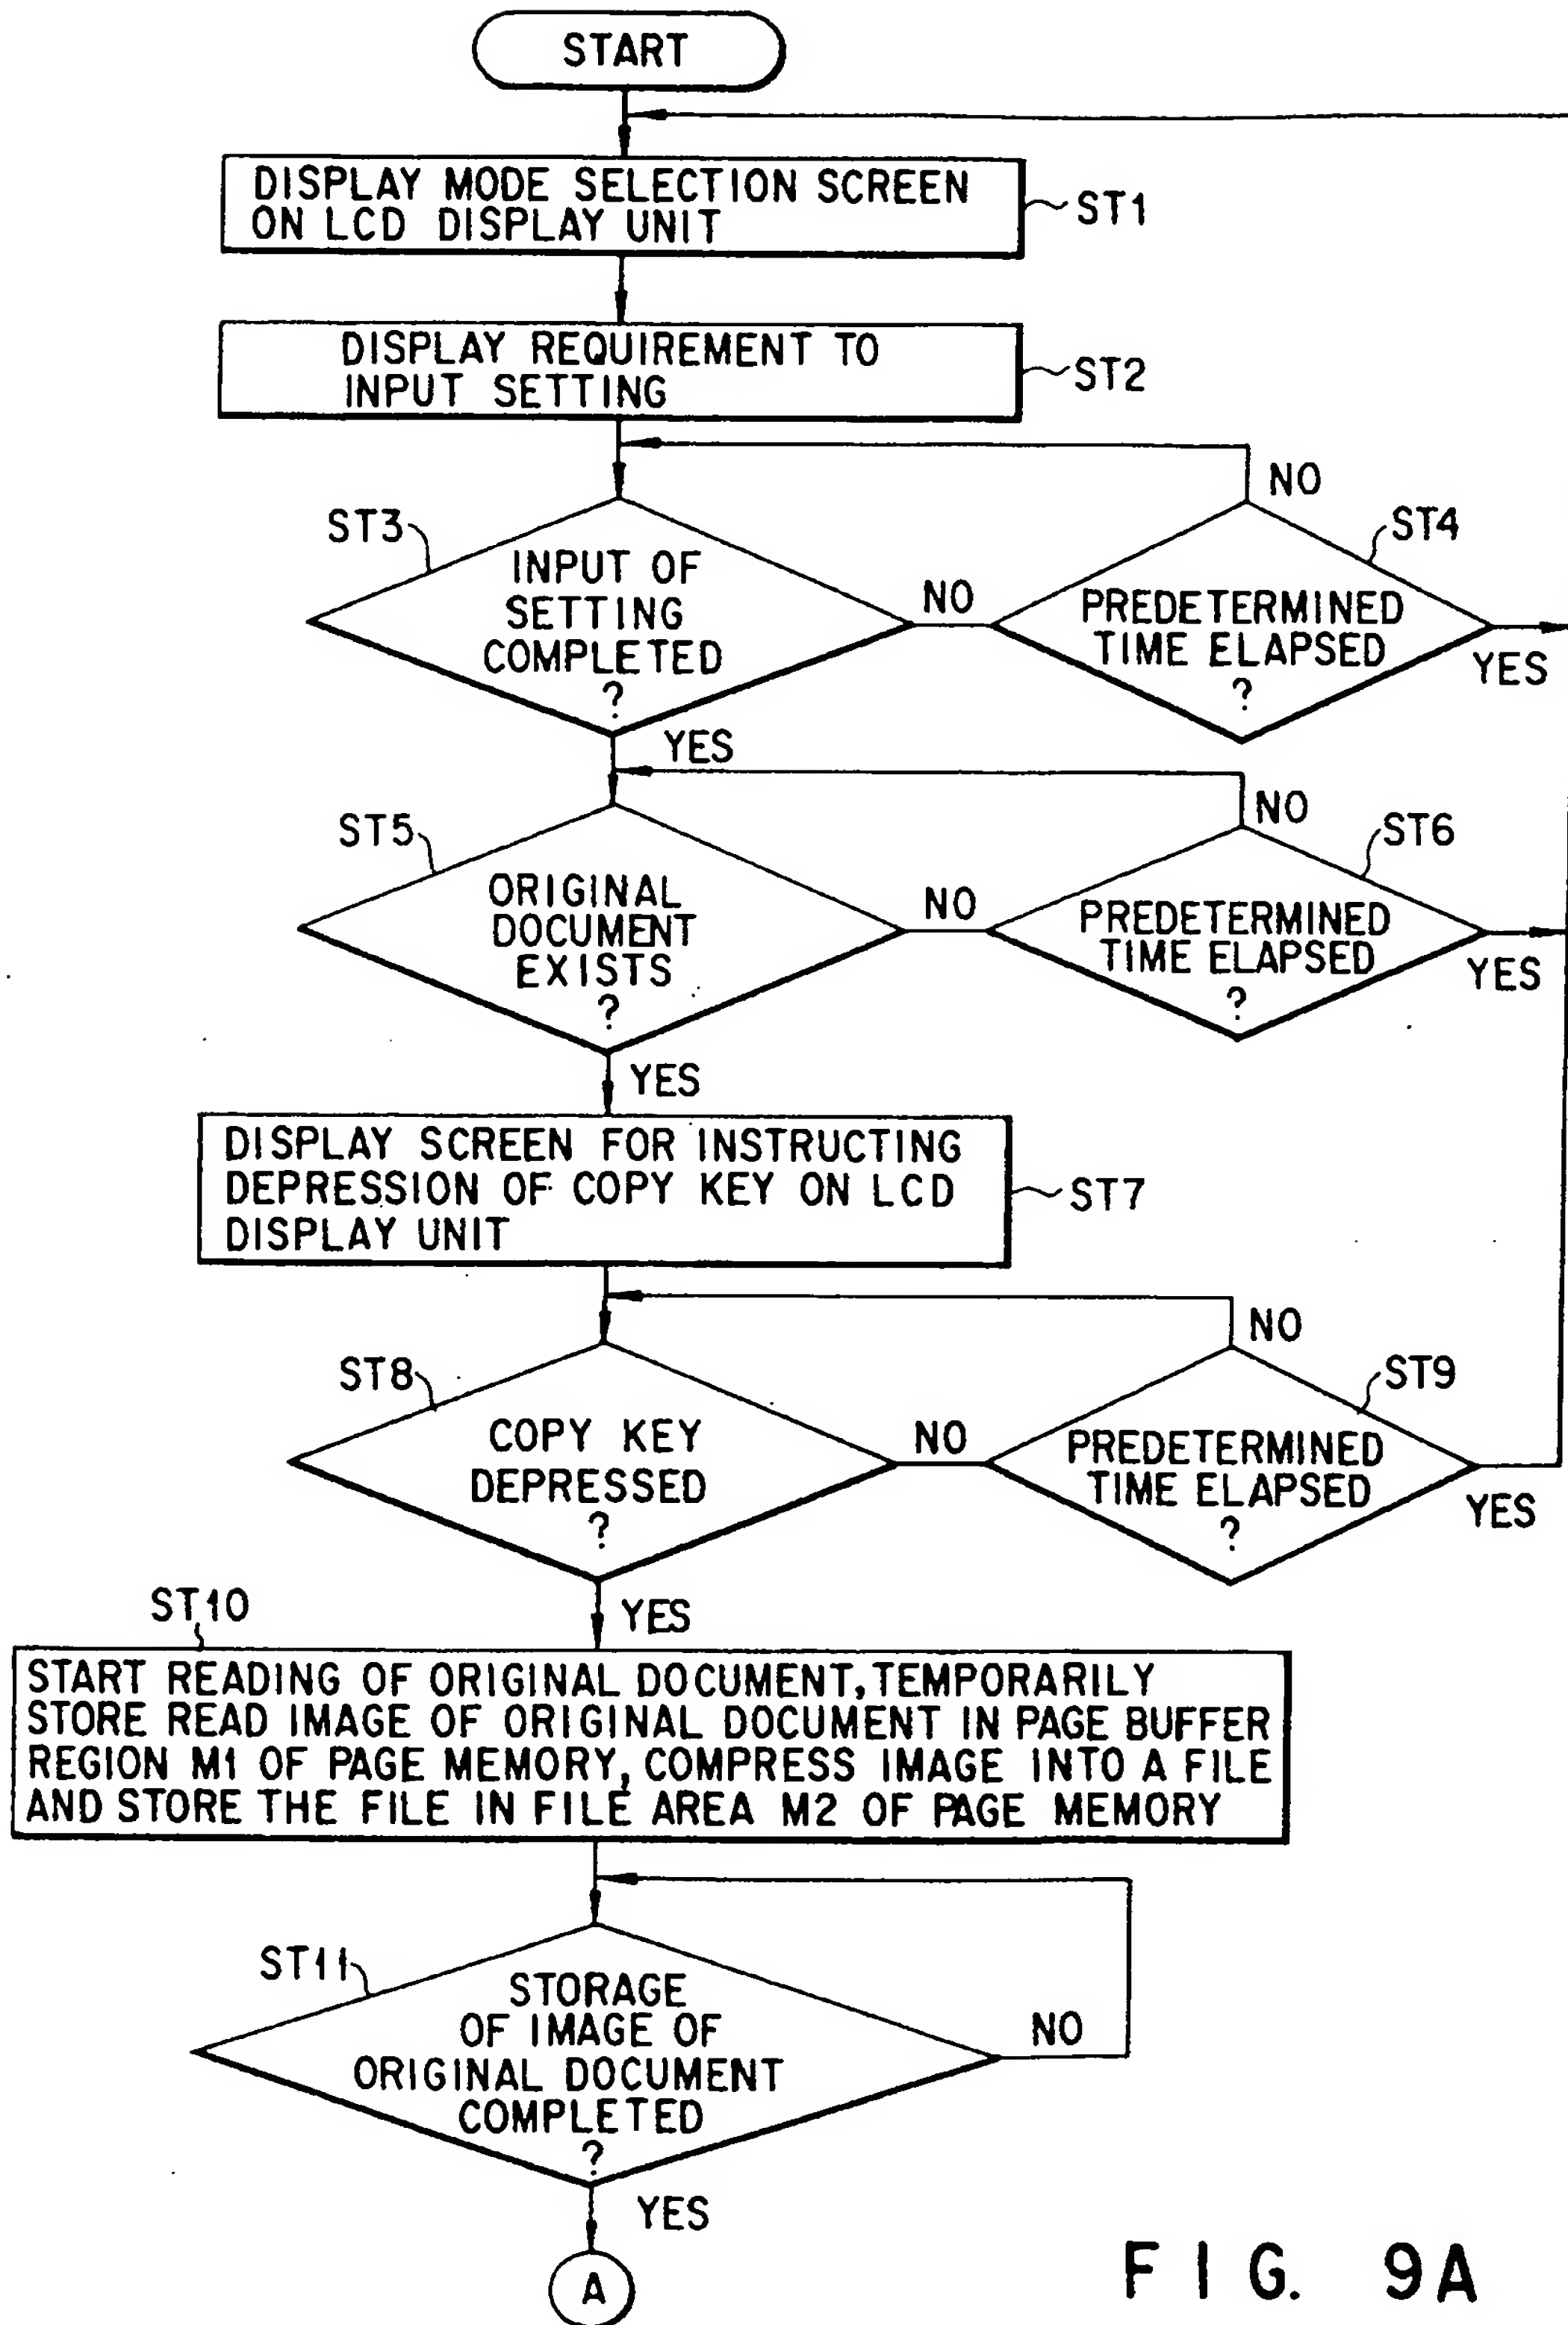 START
DISPLAY MODE SELECTION SCREEN
ON LCD DISPLAY UNIT
ST1
DISPLAY REQUIREMENT TO
INPUT SETTING
ST2
NO
ST3
ST4
INPUT OF
SETTING
COMPLETED
?
NO
PREDETERMINED
TIME ELAPSED
?
YES
YES
NO
ST5
ST6
ORIGINAL
DOCUMENT
EXISTS
?
NO
PREDETERMINED
TIME ELAPSED
?
YES
YES
DISPLAY SCREEN FOR INSTRUCTING
DEPRESSION OF COPY KEY ON LCD
DISPLAY UNIT
ST7
NO
ST8
ST9
COPY KEY
DEPRESSED
?
NO
PREDETERMINED
TIME ELAPSED
?
YES
YES
ST10
START READING OF ORIGINAL DOCUMENT, TEMPORARILY
STORE READ IMAGE OF ORIGINAL DOCUMENT IN PAGE BUFFER
REGION M1 OF PAGE MEMORY, COMPRESS IMAGE INTO A FILE
AND STORE THE FILE IN FILE AREA M2 OF PAGE MEMORY
ST11
STORAGE
OF IMAGE OF
ORIGINAL DOCUMENT
COMPLETED
?
NO
YES
A
FIG. 9A